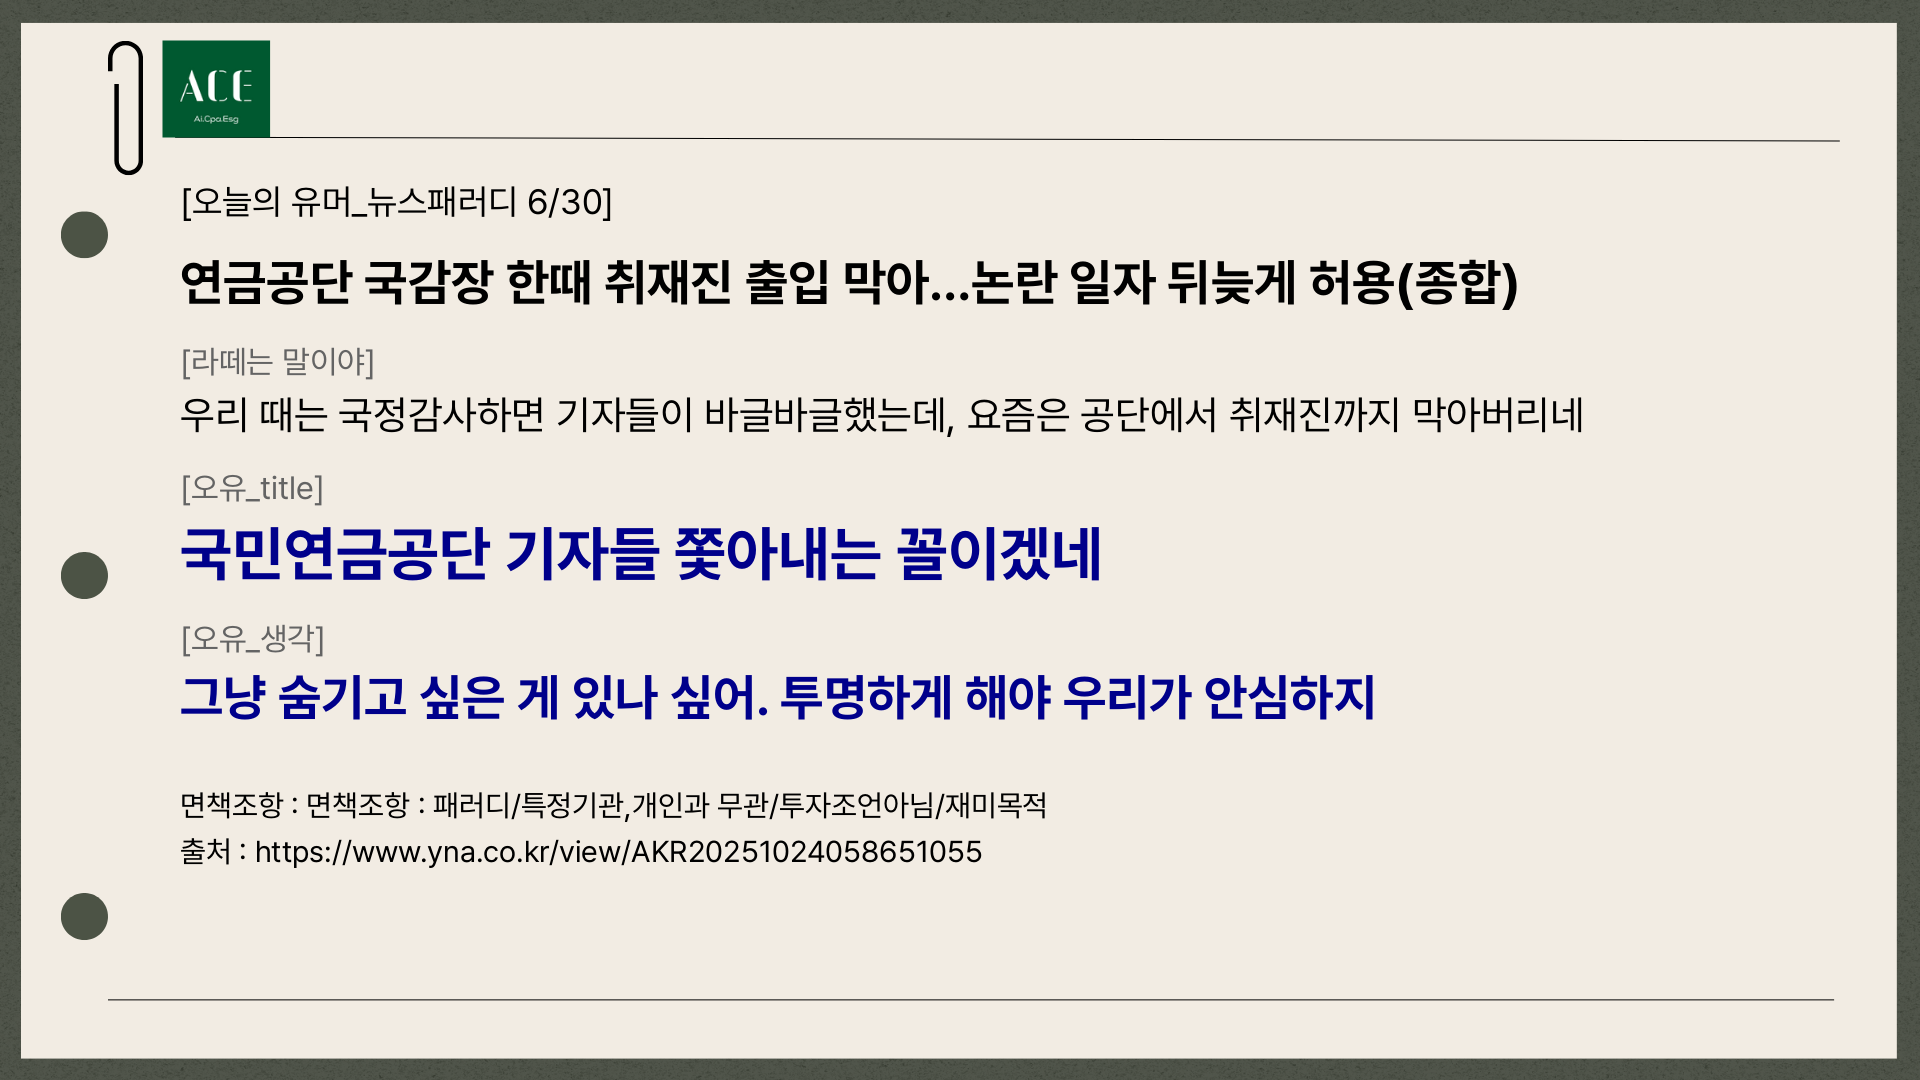 ACE
Ai.Cpa.Esg
[오늘의 유머_뉴스패러디 6/30]
연금공단 국감장 한때 취재진 출입 막아…논란 일자 뒤늦게 허용(종합)
[라떼는 말이야]
우리 때는 국정감사하면 기자들이 바글바글했는데, 요즘은 공단에서 취재진까지 막아버리네
[오유_title]
국민연금공단 기자들 쫓아내는 꼴이겠네
[오유_생각]
그냥 숨기고 싶은 게 있나 싶어. 투명하게 해야 우리가 안심하지
면책조항 : 면책조항 : 패러디/특정기관,개인과 무관/투자조언아님/재미목적
출처 : https://www.yna.co.kr/view/AKR20251024058651055